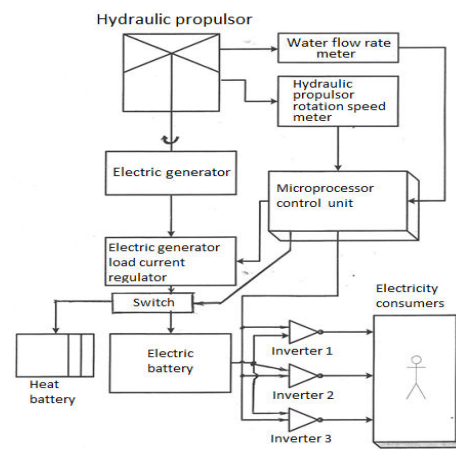 Hydraulic propulsor
Water flow rate
meter
Hydraulic
propulsor
rotation speed
meter
Electric generator
Microprocessor
control unit
Electric generator
load current
regulator
Switch
Electricity
consumers
Electric
battery
Heat
battery
Inverter 1
Inverter 2
Inverter 3